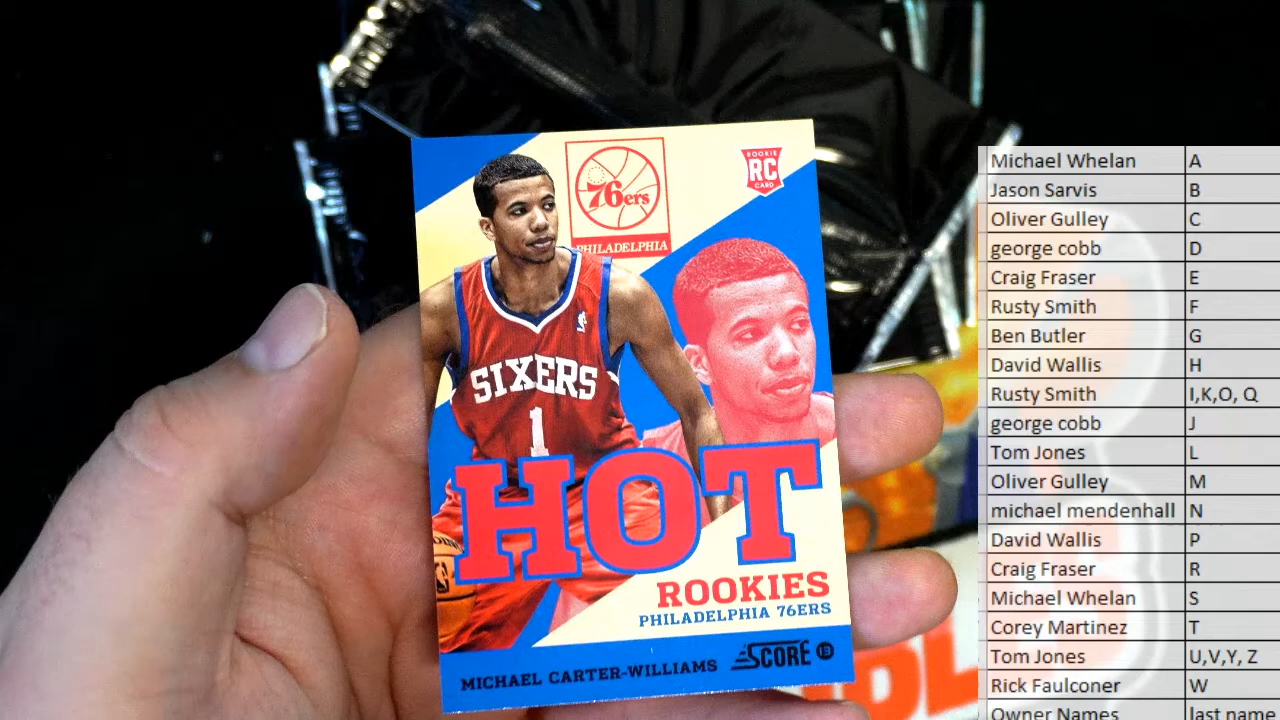 76ers
PHILADELPHIA
ROOKIE
RC
CARD
SIXERS
1
HOT
ROOKIES
PHILADELPHIA 76ERS
MICHAEL CARTER-WILLIAMS SCORE 13
Michael Whelan A
Jason Sarvis B
Oliver Gulley C
george cobb D
Craig Fraser E
Rusty Smith F
Ben Butler G
David Wallis H
Rusty Smith I,K,O, Q
george cobb J
Tom Jones L
Oliver Gulley M
michael mendenhall N
David Wallis P
Craig Fraser R
Michael Whelan S
Corey Martinez T
Tom Jones U,V,Y, Z
Rick Faulconer W
Owner Names last name